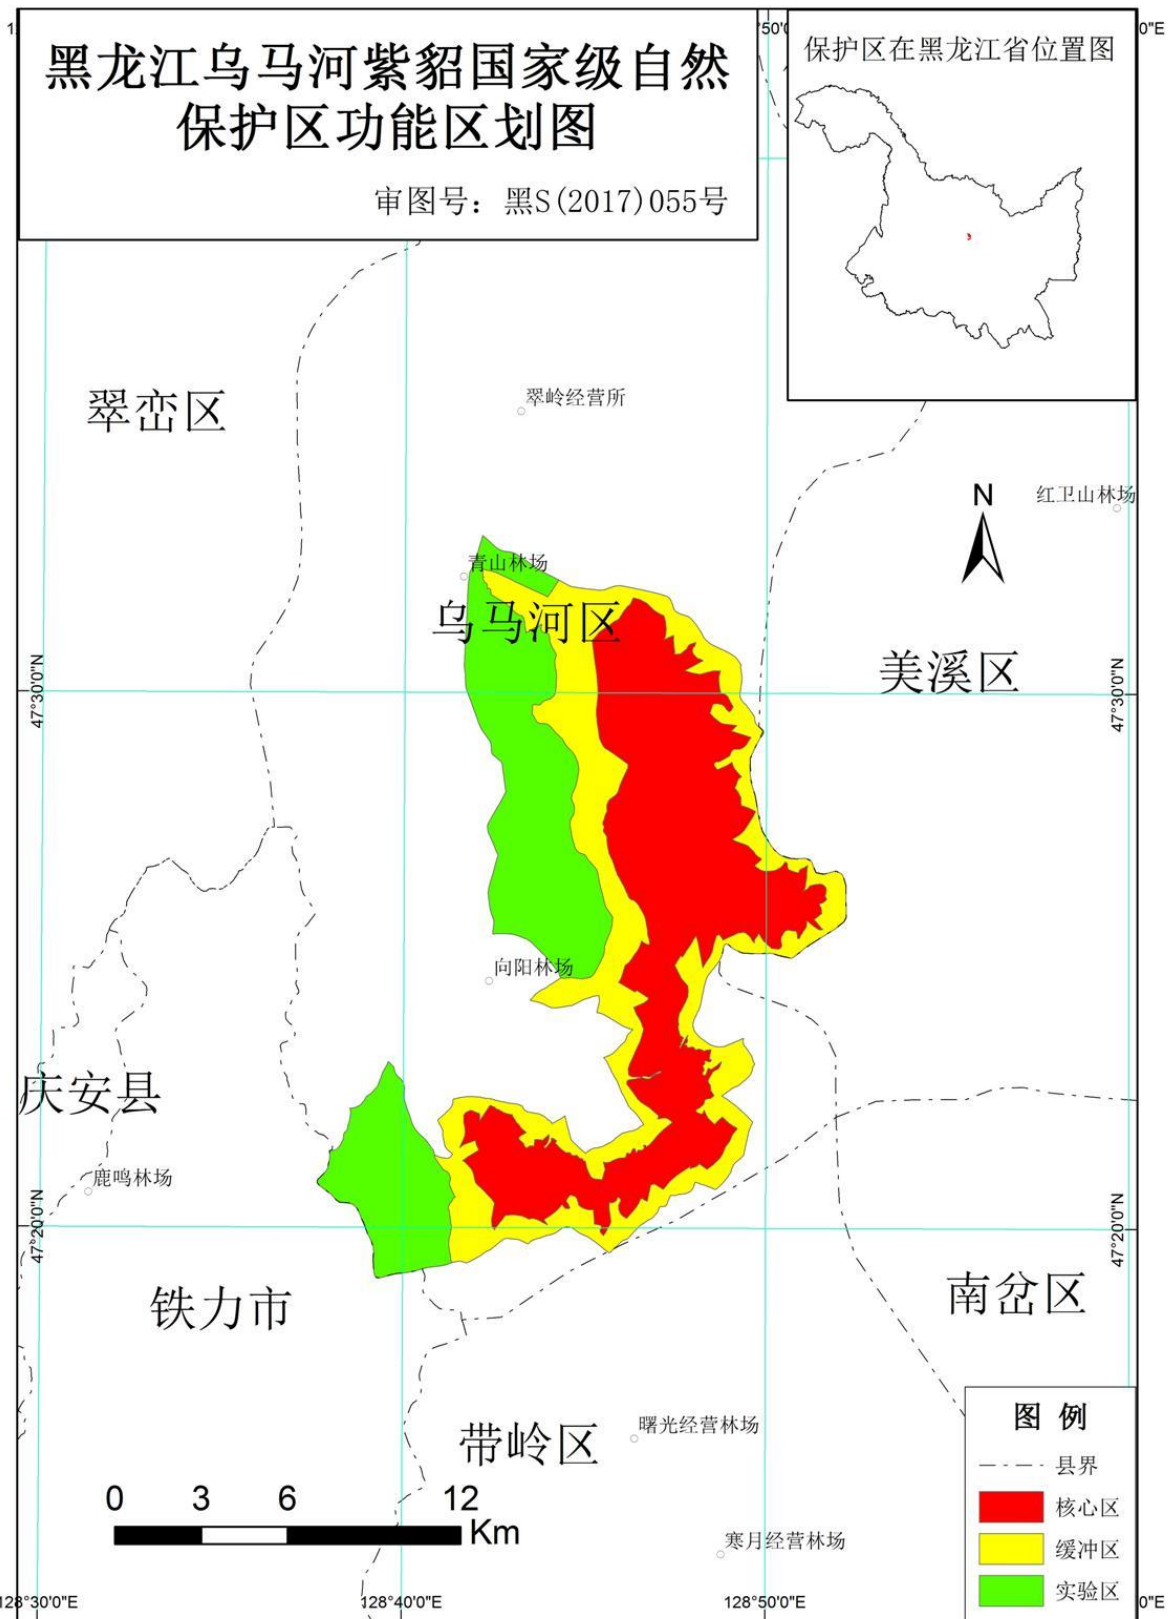 黑龙江乌马河紫貂国家级自然
保护区功能区划图
审图号：黑S(2017)055号
保护区在黑龙江省位置图
翠峦区
翠岭经营所
N
红卫山林场
青山林场
乌马河区
美溪区
47°30'0"N
47°30'0"N
向阳林场
庆安县
鹿鸣林场
47°20'0"N
47°20'0"N
铁力市
南岔区
带岭区
曙光经营林场
寒月经营林场
0 3 6 12
Km
图 例
县界
核心区
缓冲区
实验区
128°30'0"E
128°40'0"E
128°50'0"E
0"E